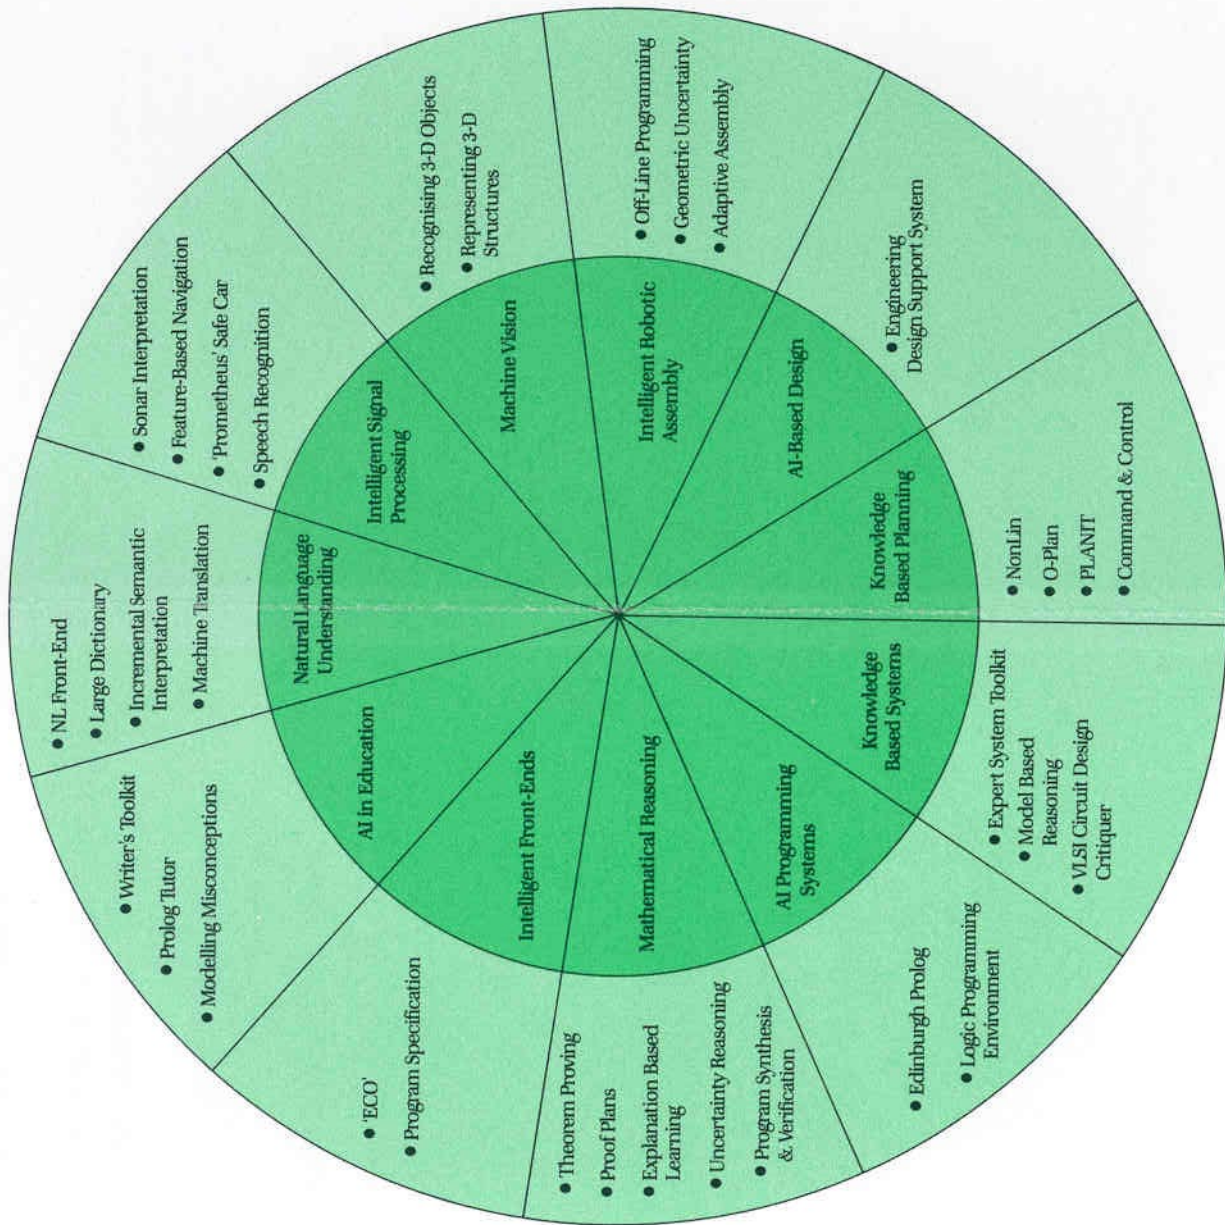 Natural Language
Understanding
● NL Front-End
● Large Dictionary
● Incremental Semantic
Interpretation
● Machine Translation
Intelligent Signal
Processing
● Sonar Interpretation
● Feature-Based Navigation
● 'Prometheus' Safe Car
● Speech Recognition
Machine Vision
● Recognising 3-D Objects
● Representing 3-D
Structures
Intelligent Robotic
Assembly
● Off-Line Programming
● Geometric Uncertainty
● Adaptive Assembly
AI-Based Design
● Engineering
Design Support System
Knowledge
Based Planning
● NonLin
● O-Plan
● PLANIT
● Command & Control
Knowledge
Based Systems
● Expert System Toolkit
● Model Based
Reasoning
● VLSI Circuit Design
Critiquer
AI Programming
Systems
● Edinburgh Prolog
● Logic Programming
Environment
Mathematical Reasoning
● Theorem Proving
● Proof Plans
● Explanation Based
Learning
● Uncertainty Reasoning
● Program Synthesis
& Verification
Intelligent Front-Ends
● 'ECO'
● Program Specification
AI in Education
● Writer's Toolkit
● Prolog Tutor
● Modelling Misconceptions